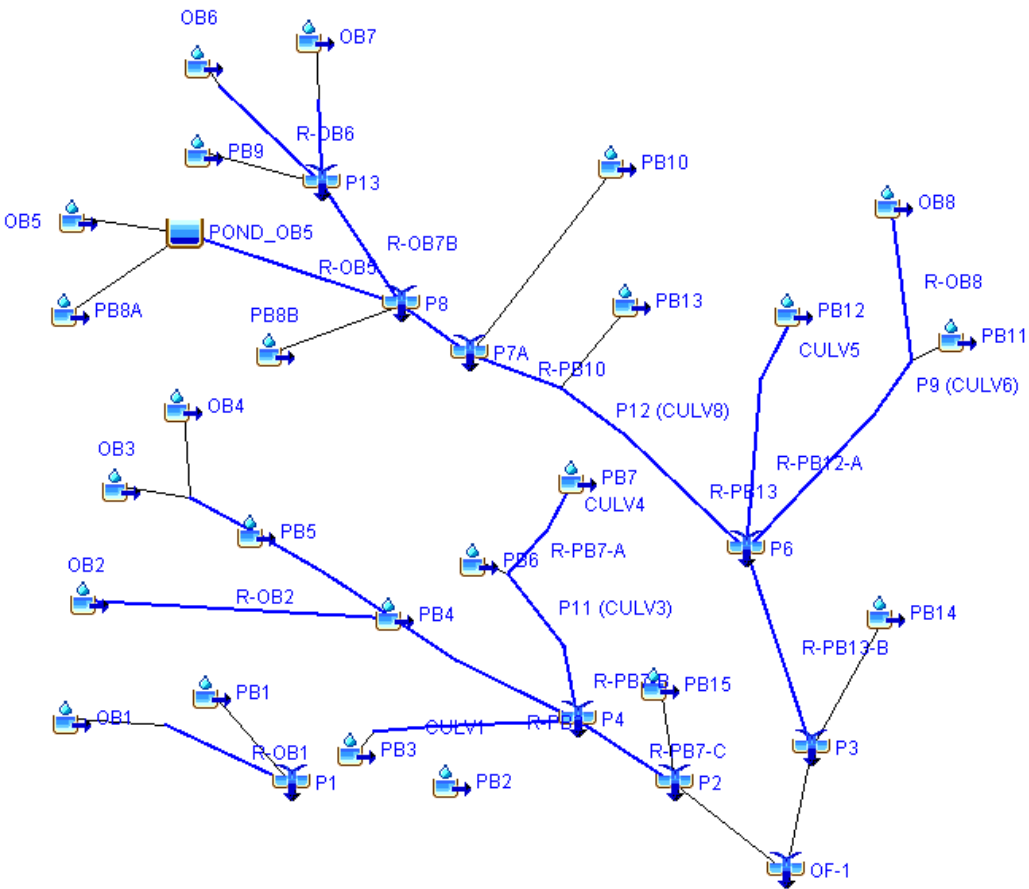 OB6
OB7
R-OB6
PB9
P13
PB10
OB5
POND_OB5
OB8
R-OB7B
R-OB5
R-OB8
PB8A
PB8B
P8
PB13
PB12
PB11
CULV5
P7A
R-PB10
P9 (CULV6)
OB4
P12 (CULV8)
OB3
R-PB12-A
PB7
R-PB13
CULV4
PB5
P6
R-PB7-A
PB6
OB2
R-OB2
PB4
P11 (CULV3)
PB14
R-PB13-B
PB1
PB15
OB1
CULV1
P4
R-OB1
PB3
R-PB7-C
P3
P1
PB2
P2
OF-1